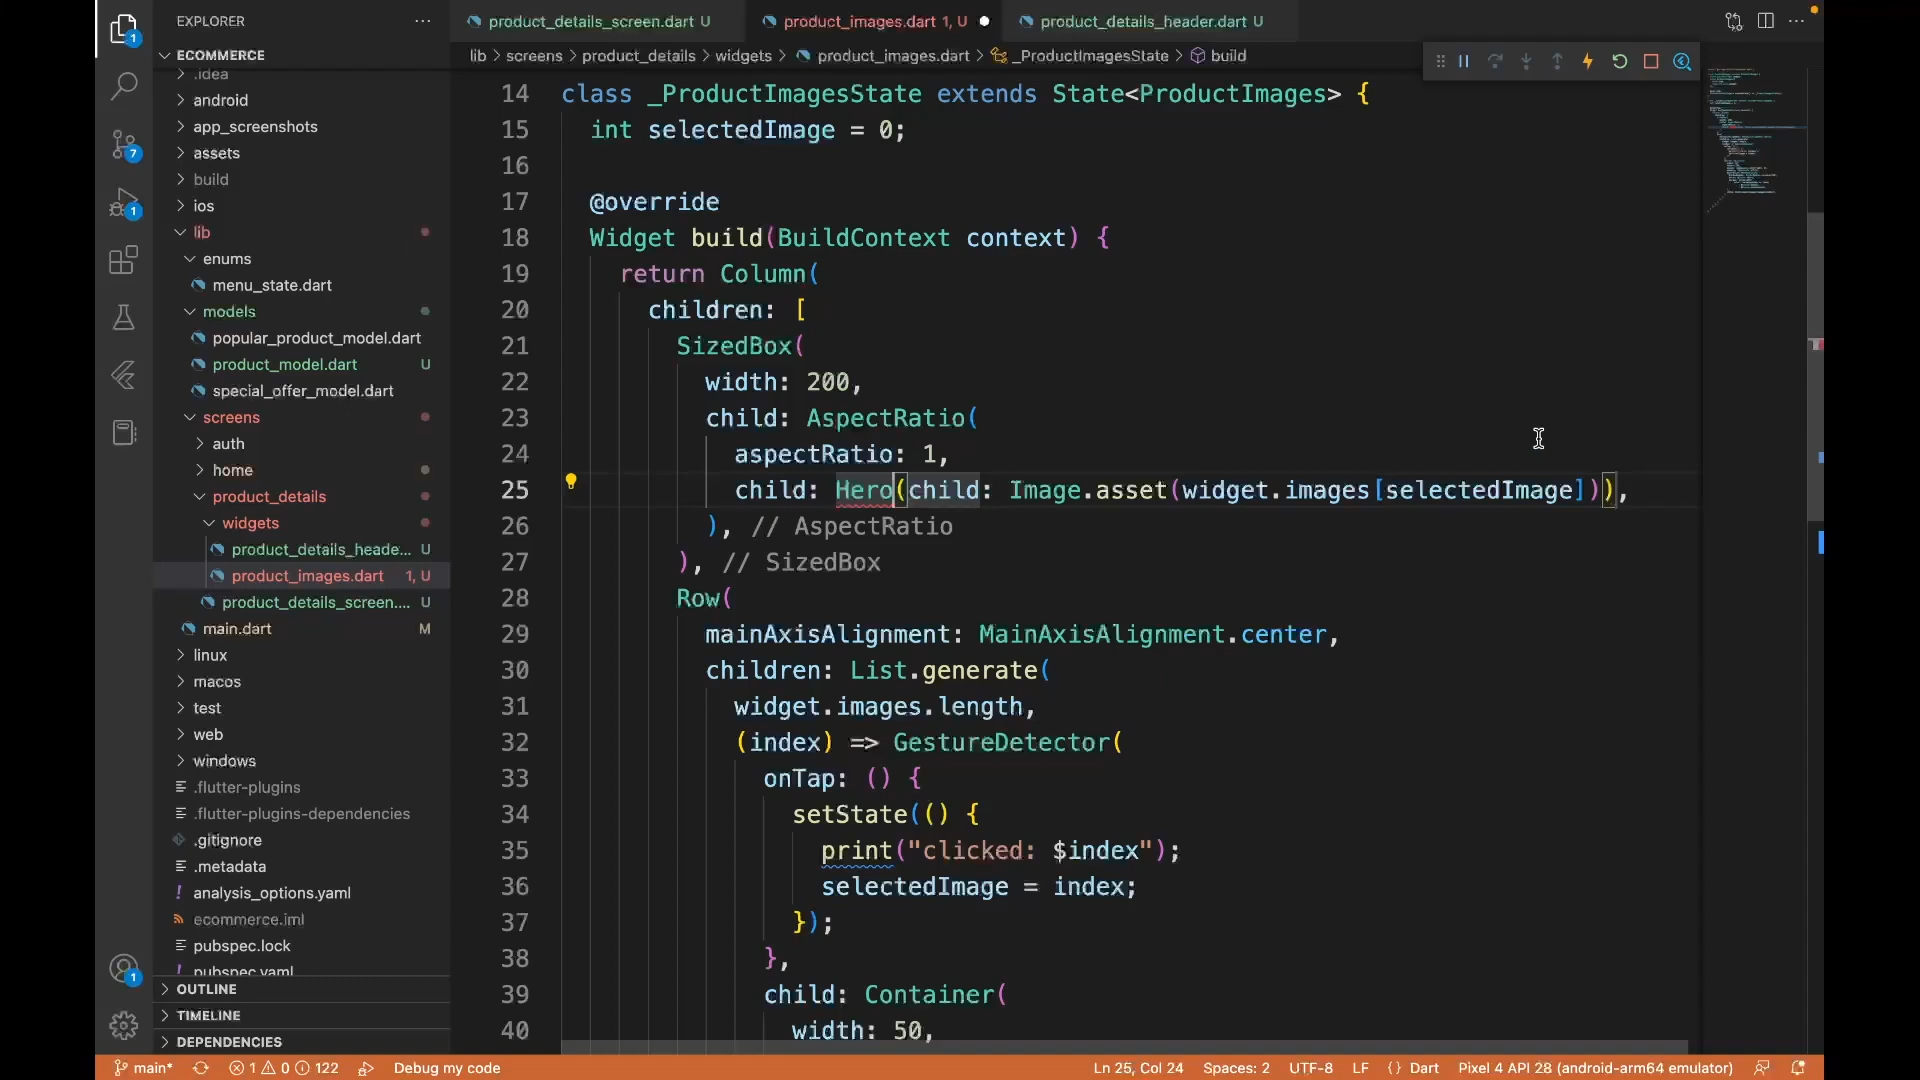 EXPLORER
ECOMMERCE
.idea
android
app_screenshots
assets
build
ios
lib
enums
menu_state.dart
models
popular_product_model.dart
product_model.dart U
special_offer_model.dart
screens
auth
home
product_details
widgets
product_details_heade... U
product_images.dart 1, U
product_details_screen.... U
main.dart M
linux
macos
test
web
windows
.flutter-plugins
.flutter-plugins-dependencies
.gitignore
.metadata
analysis_options.yaml
ecommerce.iml
pubspec.lock
pubspec.yaml
OUTLINE
TIMELINE
DEPENDENCIES
1
7
1
1
product_details_screen.dart U
product_images.dart 1, U
product_details_header.dart U
lib > screens > product_details > widgets > product_images.dart > _ProductImagesState > build
14 class _ProductImagesState extends State<ProductImages> {
15 int selectedImage = 0;
16
17 @override
18 Widget build(BuildContext context) {
19 return Column(
20 children: [
21 SizedBox(
22 width: 200,
23 child: AspectRatio(
24 aspectRatio: 1,
25 child: Hero(child: Image.asset(widget.images[selectedImage])),
26 ), // AspectRatio
27 ), // SizedBox
28 Row(
29 mainAxisAlignment: MainAxisAlignment.center,
30 children: List.generate(
31 widget.images.length,
32 (index) => GestureDetector(
33 onTap: () {
34 setState(() {
35 print("clicked: $index");
36 selectedImage = index;
37 });
38 },
39 child: Container(
40 width: 50,
main* 1 0 122 Debug my code Ln 25, Col 24 Spaces: 2 UTF-8 LF {} Dart Pixel 4 API 28 (android-arm64 emulator)